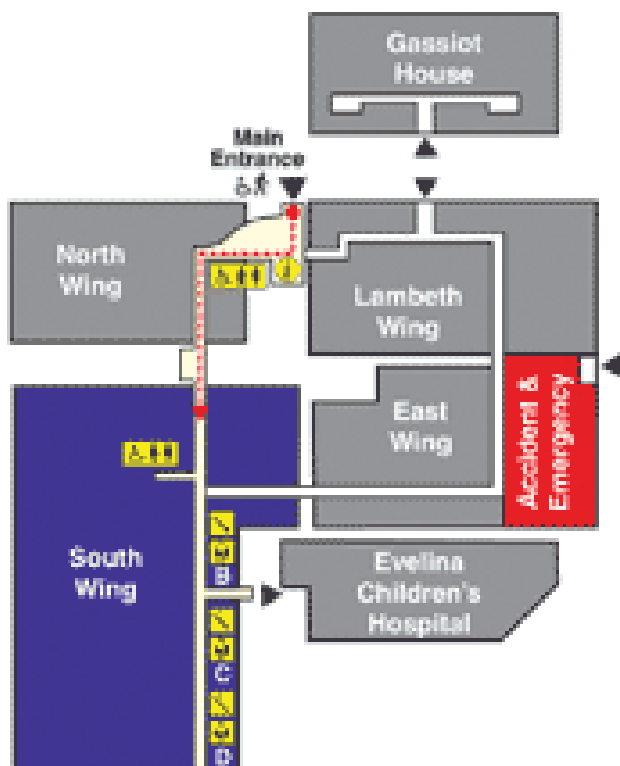 Gassiot
House
Main
Entrance
North
Wing
Lambeth
Wing
East
Wing
Accident &
Emergency
South
Wing
B
Evelina
Children's
Hospital
C
D